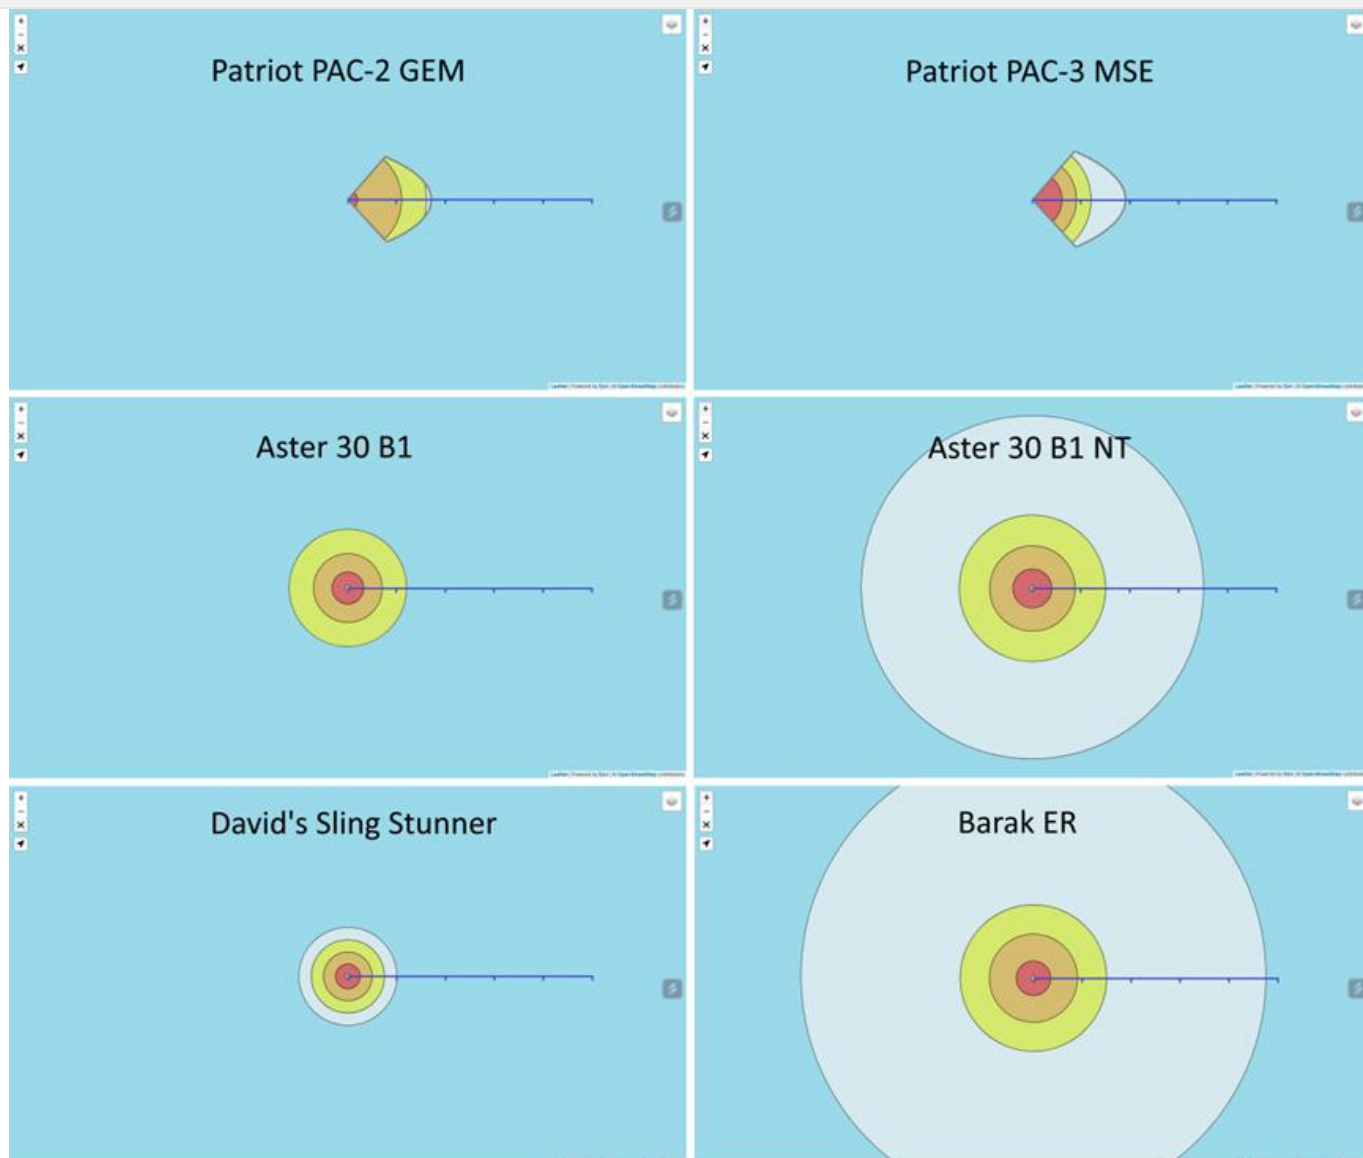 Patriot PAC-2 GEM
Patriot PAC-3 MSE
Aster 30 B1
Aster 30 B1 NT
David's Sling Stunner
Barak ER